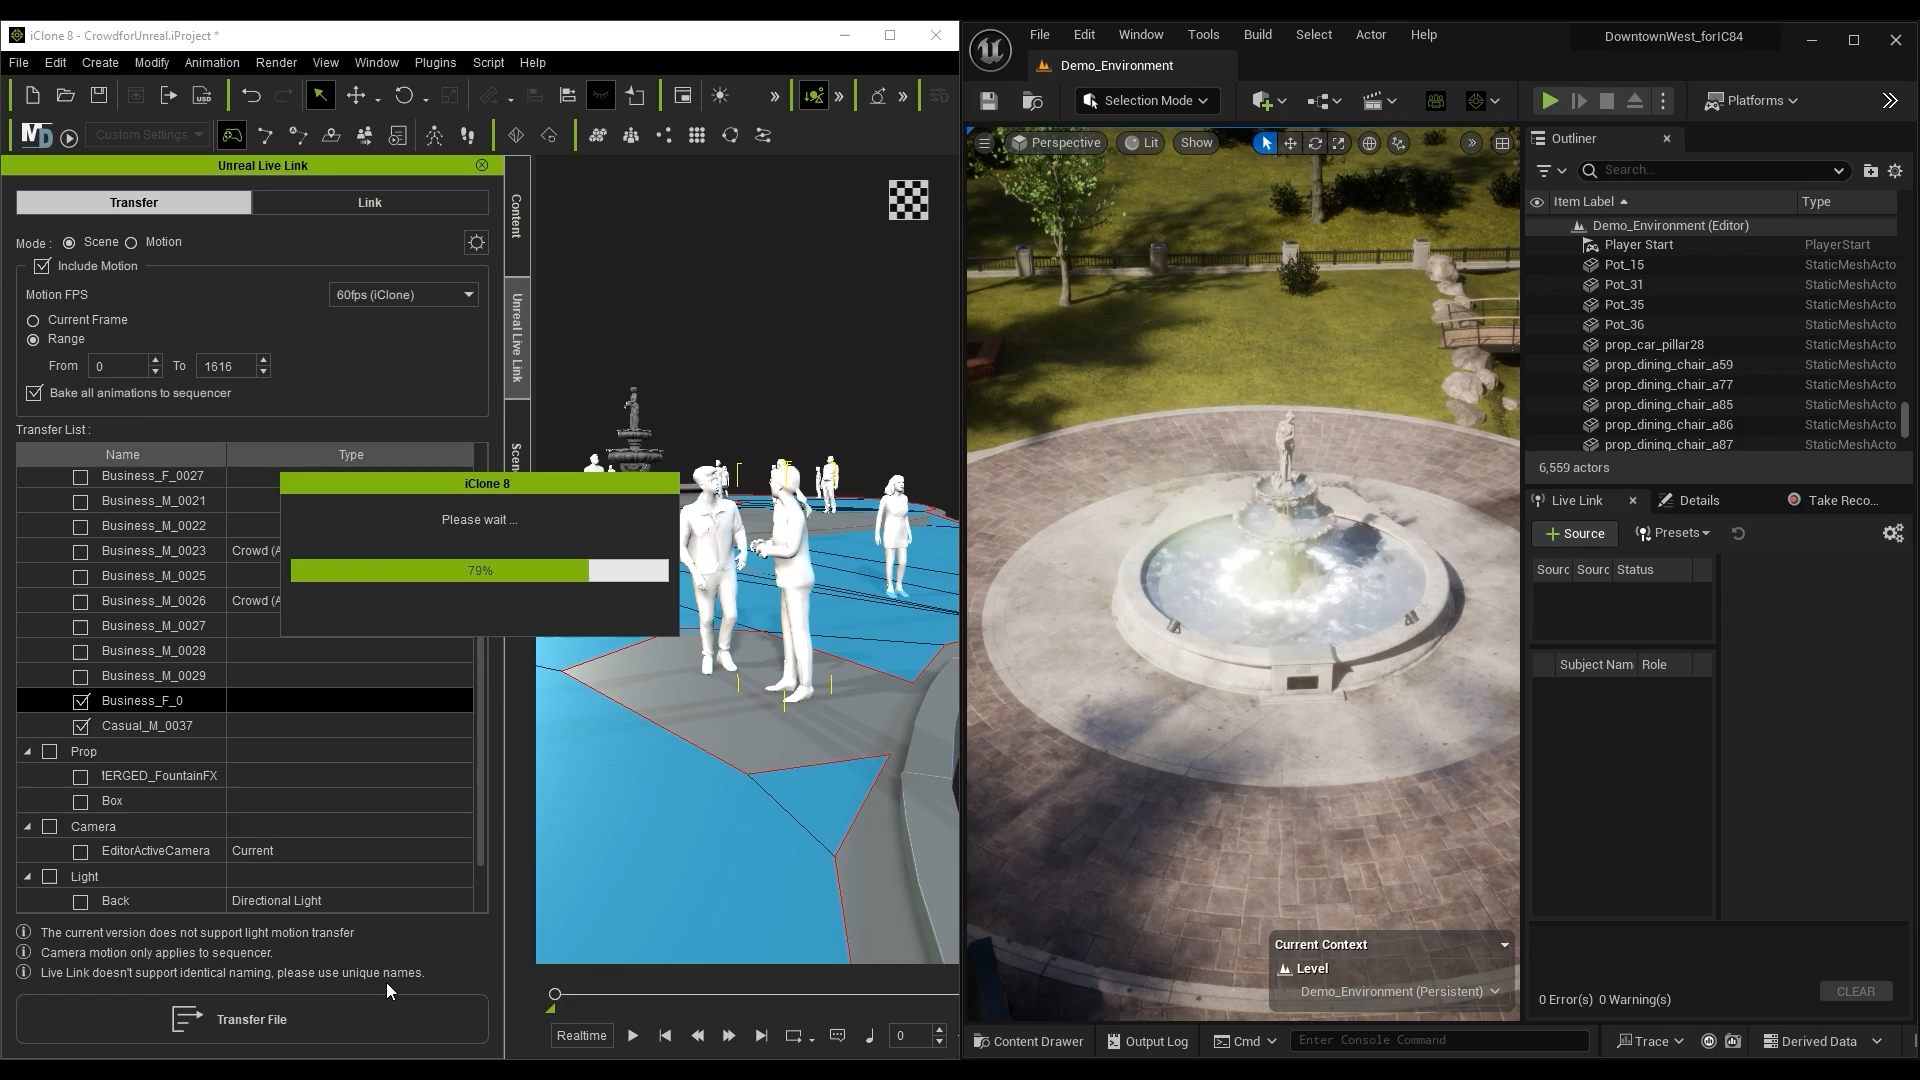 iClone 8 - CrowdforUnreal.iProject *
File Edit Create Modify Animation Render View Window Plugins Script Help
USD
MD Custom Settings
Unreal Live Link
Transfer Link
Mode : Scene Motion
Include Motion
Motion FPS 60fps (iClone)
Current Frame
Range
From 0 To 1616
Bake all animations to sequencer
Transfer List :
Name Type
Business_F_0027
Business_M_0021
Business_M_0022
Business_M_0023 Crowd (A
Business_M_0025
Business_M_0026 Crowd (A
Business_M_0027
Business_M_0028
Business_M_0029
Business_F_0
Casual_M_0037
Prop
MERGED_FountainFX
Box
Camera
EditorActiveCamera Current
Light
Back Directional Light
The current version does not support light motion transfer
Camera motion only applies to sequencer.
Live Link doesn't support identical naming, please use unique names.
Transfer File
Content
Unreal Live Link
Scene
iClone 8
Please wait ...
79%
Realtime 0
File Edit Window Tools Build Select Actor Help
DowntownWest_forIC84
Demo_Environment
Selection Mode Platforms
Perspective Lit Show
Current Context
Level
Demo_Environment (Persistent)
Outliner
Search...
Item Label Type
Demo_Environment (Editor)
Player Start PlayerStart
Pot_15 StaticMeshActo
Pot_31 StaticMeshActo
Pot_35 StaticMeshActo
Pot_36 StaticMeshActo
prop_car_pillar28 StaticMeshActo
prop_dining_chair_a59 StaticMeshActo
prop_dining_chair_a77 StaticMeshActo
prop_dining_chair_a85 StaticMeshActo
prop_dining_chair_a86 StaticMeshActo
prop_dining_chair_a87 StaticMeshActo
6,559 actors
Live Link Details Take Reco...
Source Presets
Sourc Sourc Status
Subject Nam Role
0 Error(s) 0 Warning(s) CLEAR
Content Drawer Output Log Cmd Enter Console Command Trace Derived Data